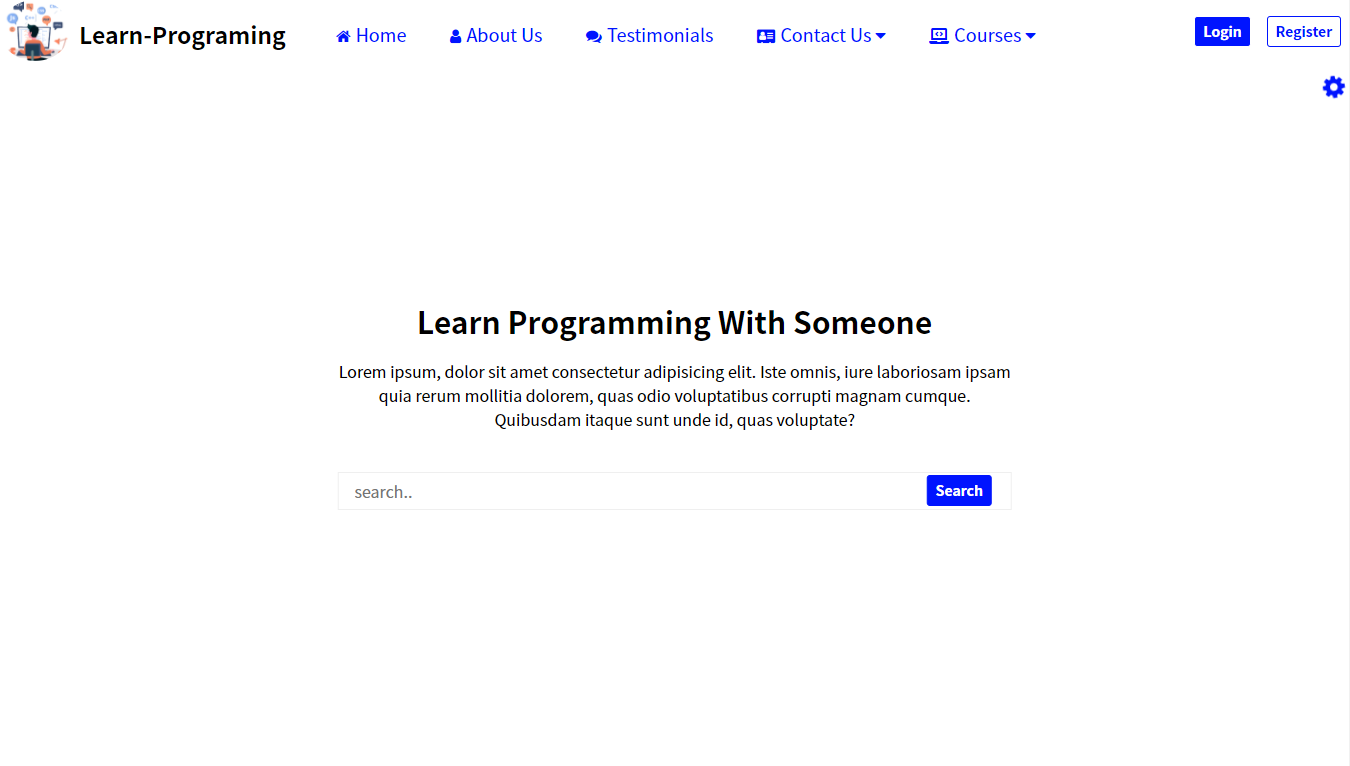 Learn-Programing
Home
About Us
Testimonials
Contact Us
Courses
Login
Register
Learn Programming With Someone
Lorem ipsum, dolor sit amet consectetur adipisicing elit. Iste omnis, iure laboriosam ipsam
quia rerum mollitia dolorem, quas odio voluptatibus corrupti magnam cumque.
Quibusdam itaque sunt unde id, quas voluptate?
search..
Search